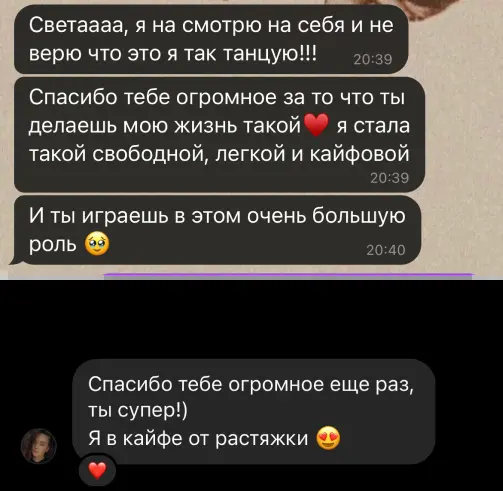 Светаааа, я на смотрю на себя и не
верю что это я так танцую!!!
20:39
Спасибо тебе огромное за то что ты
делаешь мою жизнь такой♥️ я стала
такой свободной, легкой и кайфовой
20:39
И ты играешь в этом очень большую
роль 🥹
20:40
Спасибо тебе огромное еще раз,
ты супер!)
Я в кайфе от растяжки 😍
❤️